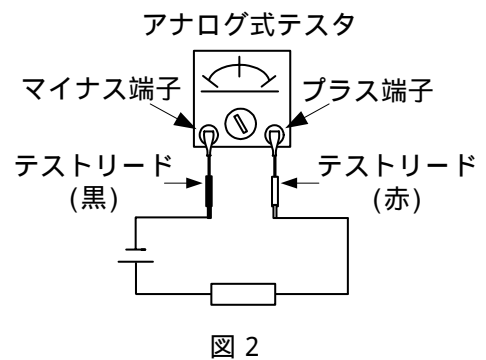 アナログ式テスタ
マイナス端子
プラス端子
テストリード
(黒)
テストリード
(赤)
図 2